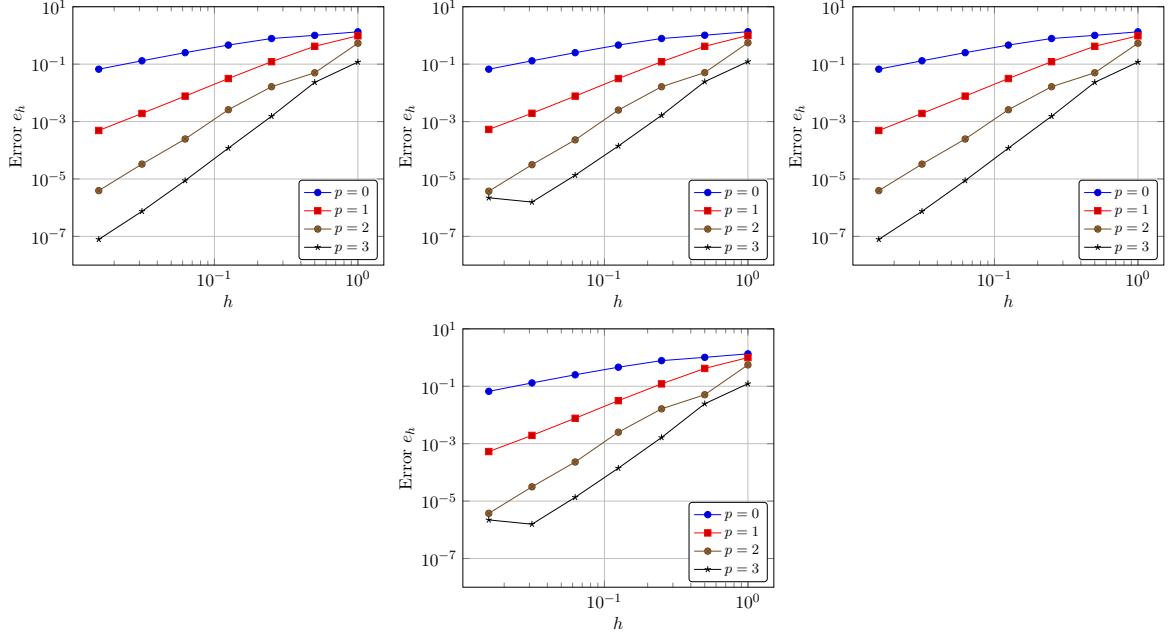 10^1
10^{-1}
10^{-3}
10^{-5}
10^{-7}
Error e_h
10^{-1}
10^0
h
p = 0
p = 1
p = 2
p = 3
10^1
10^{-1}
10^{-3}
10^{-5}
10^{-7}
Error e_h
10^{-1}
10^0
h
p = 0
p = 1
p = 2
p = 3
10^1
10^{-1}
10^{-3}
10^{-5}
10^{-7}
Error e_h
10^{-1}
10^0
h
p = 0
p = 1
p = 2
p = 3
10^1
10^{-1}
10^{-3}
10^{-5}
10^{-7}
Error e_h
10^{-1}
10^0
h
p = 0
p = 1
p = 2
p = 3